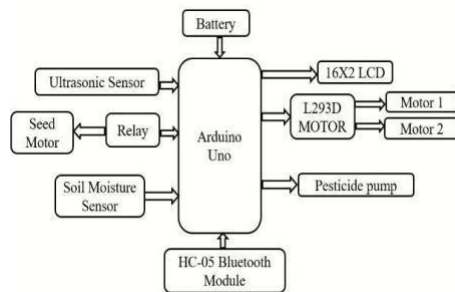 Battery
Ultrasonic Sensor
16X2 LCD
Seed
Motor
Relay
Arduino
Uno
L293D
MOTOR
Motor 1
Motor 2
Soil Moisture
Sensor
Pesticide pump
HC-05 Bluetooth
Module